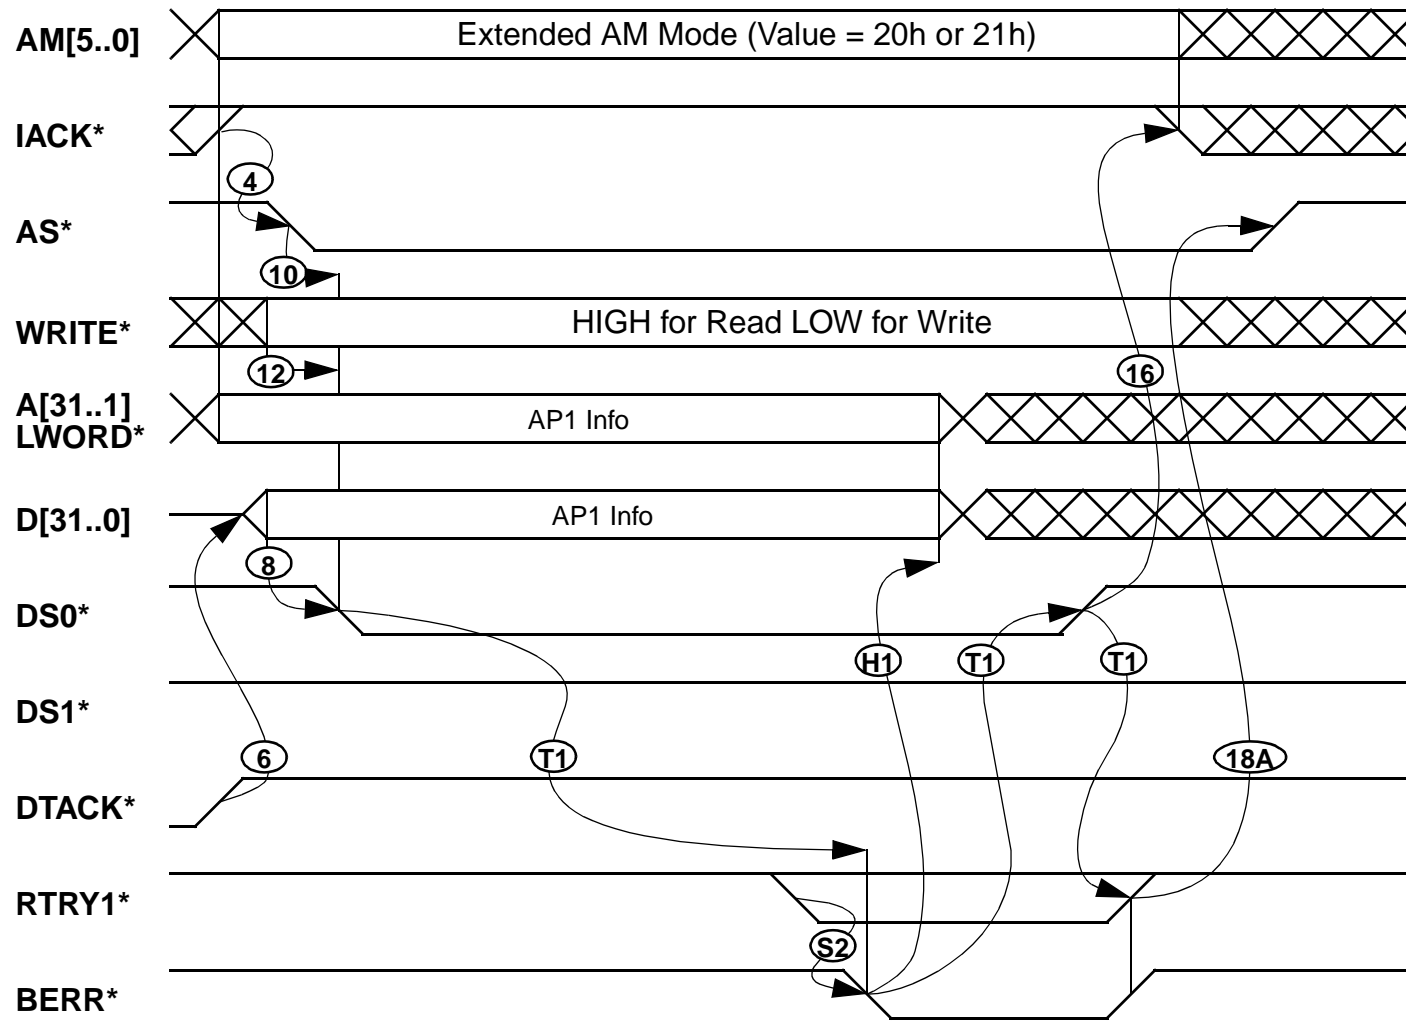 AM[5..0]
Extended AM Mode (Value = 20h or 21h)
IACK*
4
AS*
10
WRITE*
HIGH for Read LOW for Write
12
16
A[31..1]
LWORD*
AP1 Info
D[31..0]
AP1 Info
8
DS0*
H1
T1
T1
DS1*
6
T1
18A
DTACK*
RTRY1*
S2
BERR*